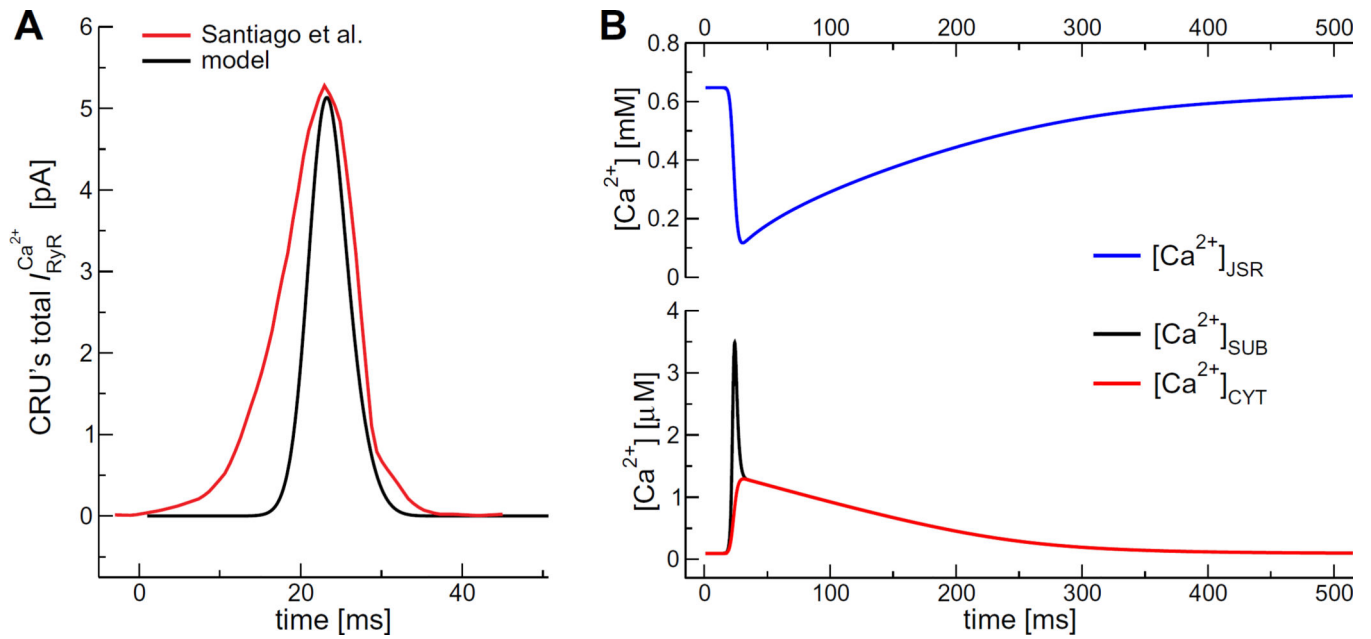 A
6
5
4
3
2
1
0
CRU's total I_RyR^Ca2+ [pA]
Santiago et al.
model
0 20 40
time [ms]
B
0 100 200 300 400 500
0.8
0.6
0.4
0.2
0
[Ca2+] [mM]
[Ca2+]JSR
4
3
2
1
0
[Ca2+] [μM]
[Ca2+]SUB
[Ca2+]CYT
0 100 200 300 400 500
time [ms]